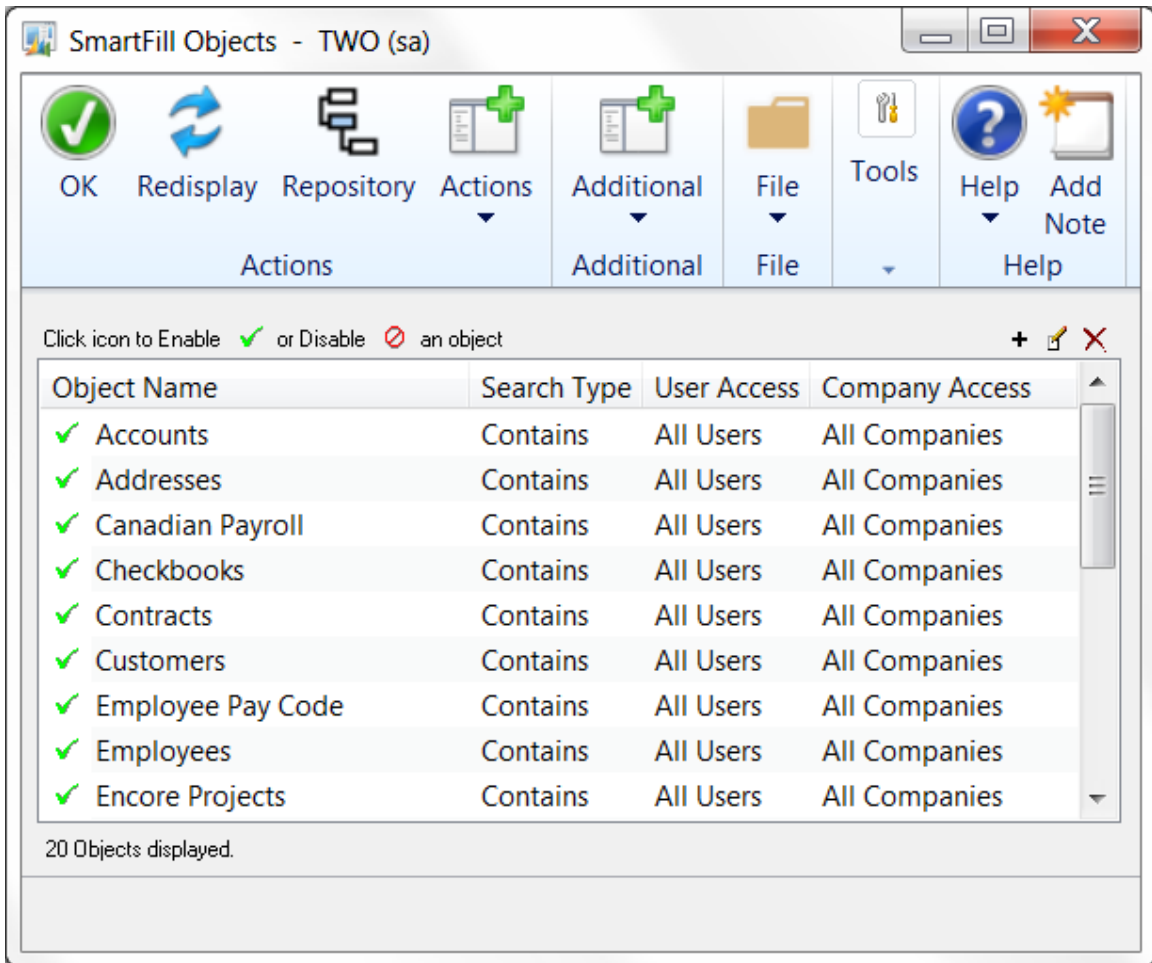 SmartFill Objects - TWO (sa)
OK Redisplay Repository Actions Additional File Tools Help Add Note
Actions Additional File Help
Click icon to Enable or Disable an object
Object Name Search Type User Access Company Access
Accounts Contains All Users All Companies
Addresses Contains All Users All Companies
Canadian Payroll Contains All Users All Companies
Checkbooks Contains All Users All Companies
Contracts Contains All Users All Companies
Customers Contains All Users All Companies
Employee Pay Code Contains All Users All Companies
Employees Contains All Users All Companies
Encore Projects Contains All Users All Companies
20 Objects displayed.